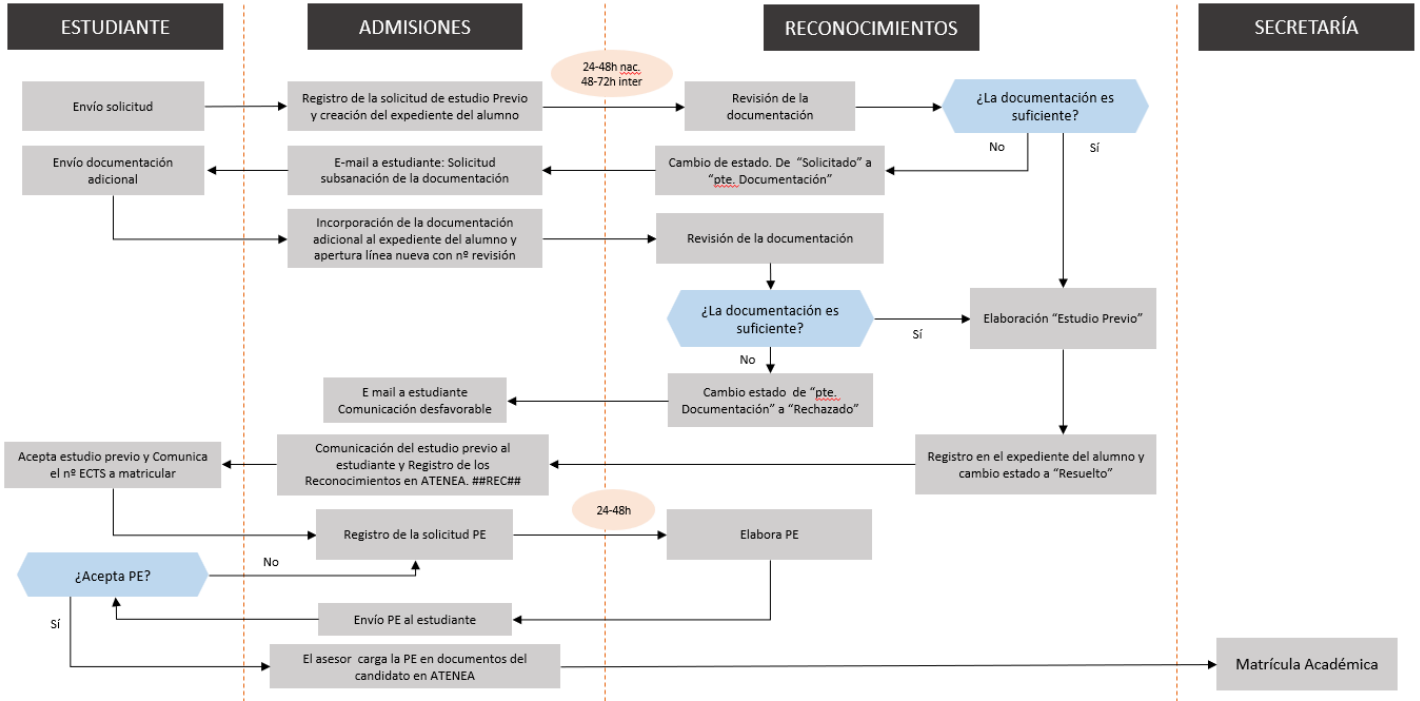 ESTUDIANTE
ADMISIONES
RECONOCIMIENTOS
SECRETARÍA
24-48h nac.
48-72h inter
Envío solicitud
Registro de la solicitud de estudio Previo
y creación del expediente del alumno
Revisión de la
documentación
¿La documentación es
suficiente?
No
Sí
Envío documentación
adicional
E-mail a estudiante: Solicitud
subsanación de la documentación
Cambio de estado. De “Solicitado” a
“pte. Documentación”
Incorporación de la documentación
adicional al expediente del alumno y
apertura línea nueva con nº revisión
Revisión de la documentación
¿La documentación es
suficiente?
Sí
No
Elaboración “Estudio Previo”
E mail a estudiante
Comunicación desfavorable
Cambio estado de “pte.
Documentación” a “Rechazado”
Acepta estudio previo y Comunica
el nº ECTS a matricular
Comunicación del estudio previo al
estudiante y Registro de los
Reconocimientos en ATENEA. ##REC##
Registro en el expediente del alumno y
cambio estado a “Resuelto”
24-48h
Registro de la solicitud PE
Elabora PE
¿Acepta PE?
No
Sí
Envío PE al estudiante
El asesor carga la PE en documentos del
candidato en ATENEA
Matrícula Académica